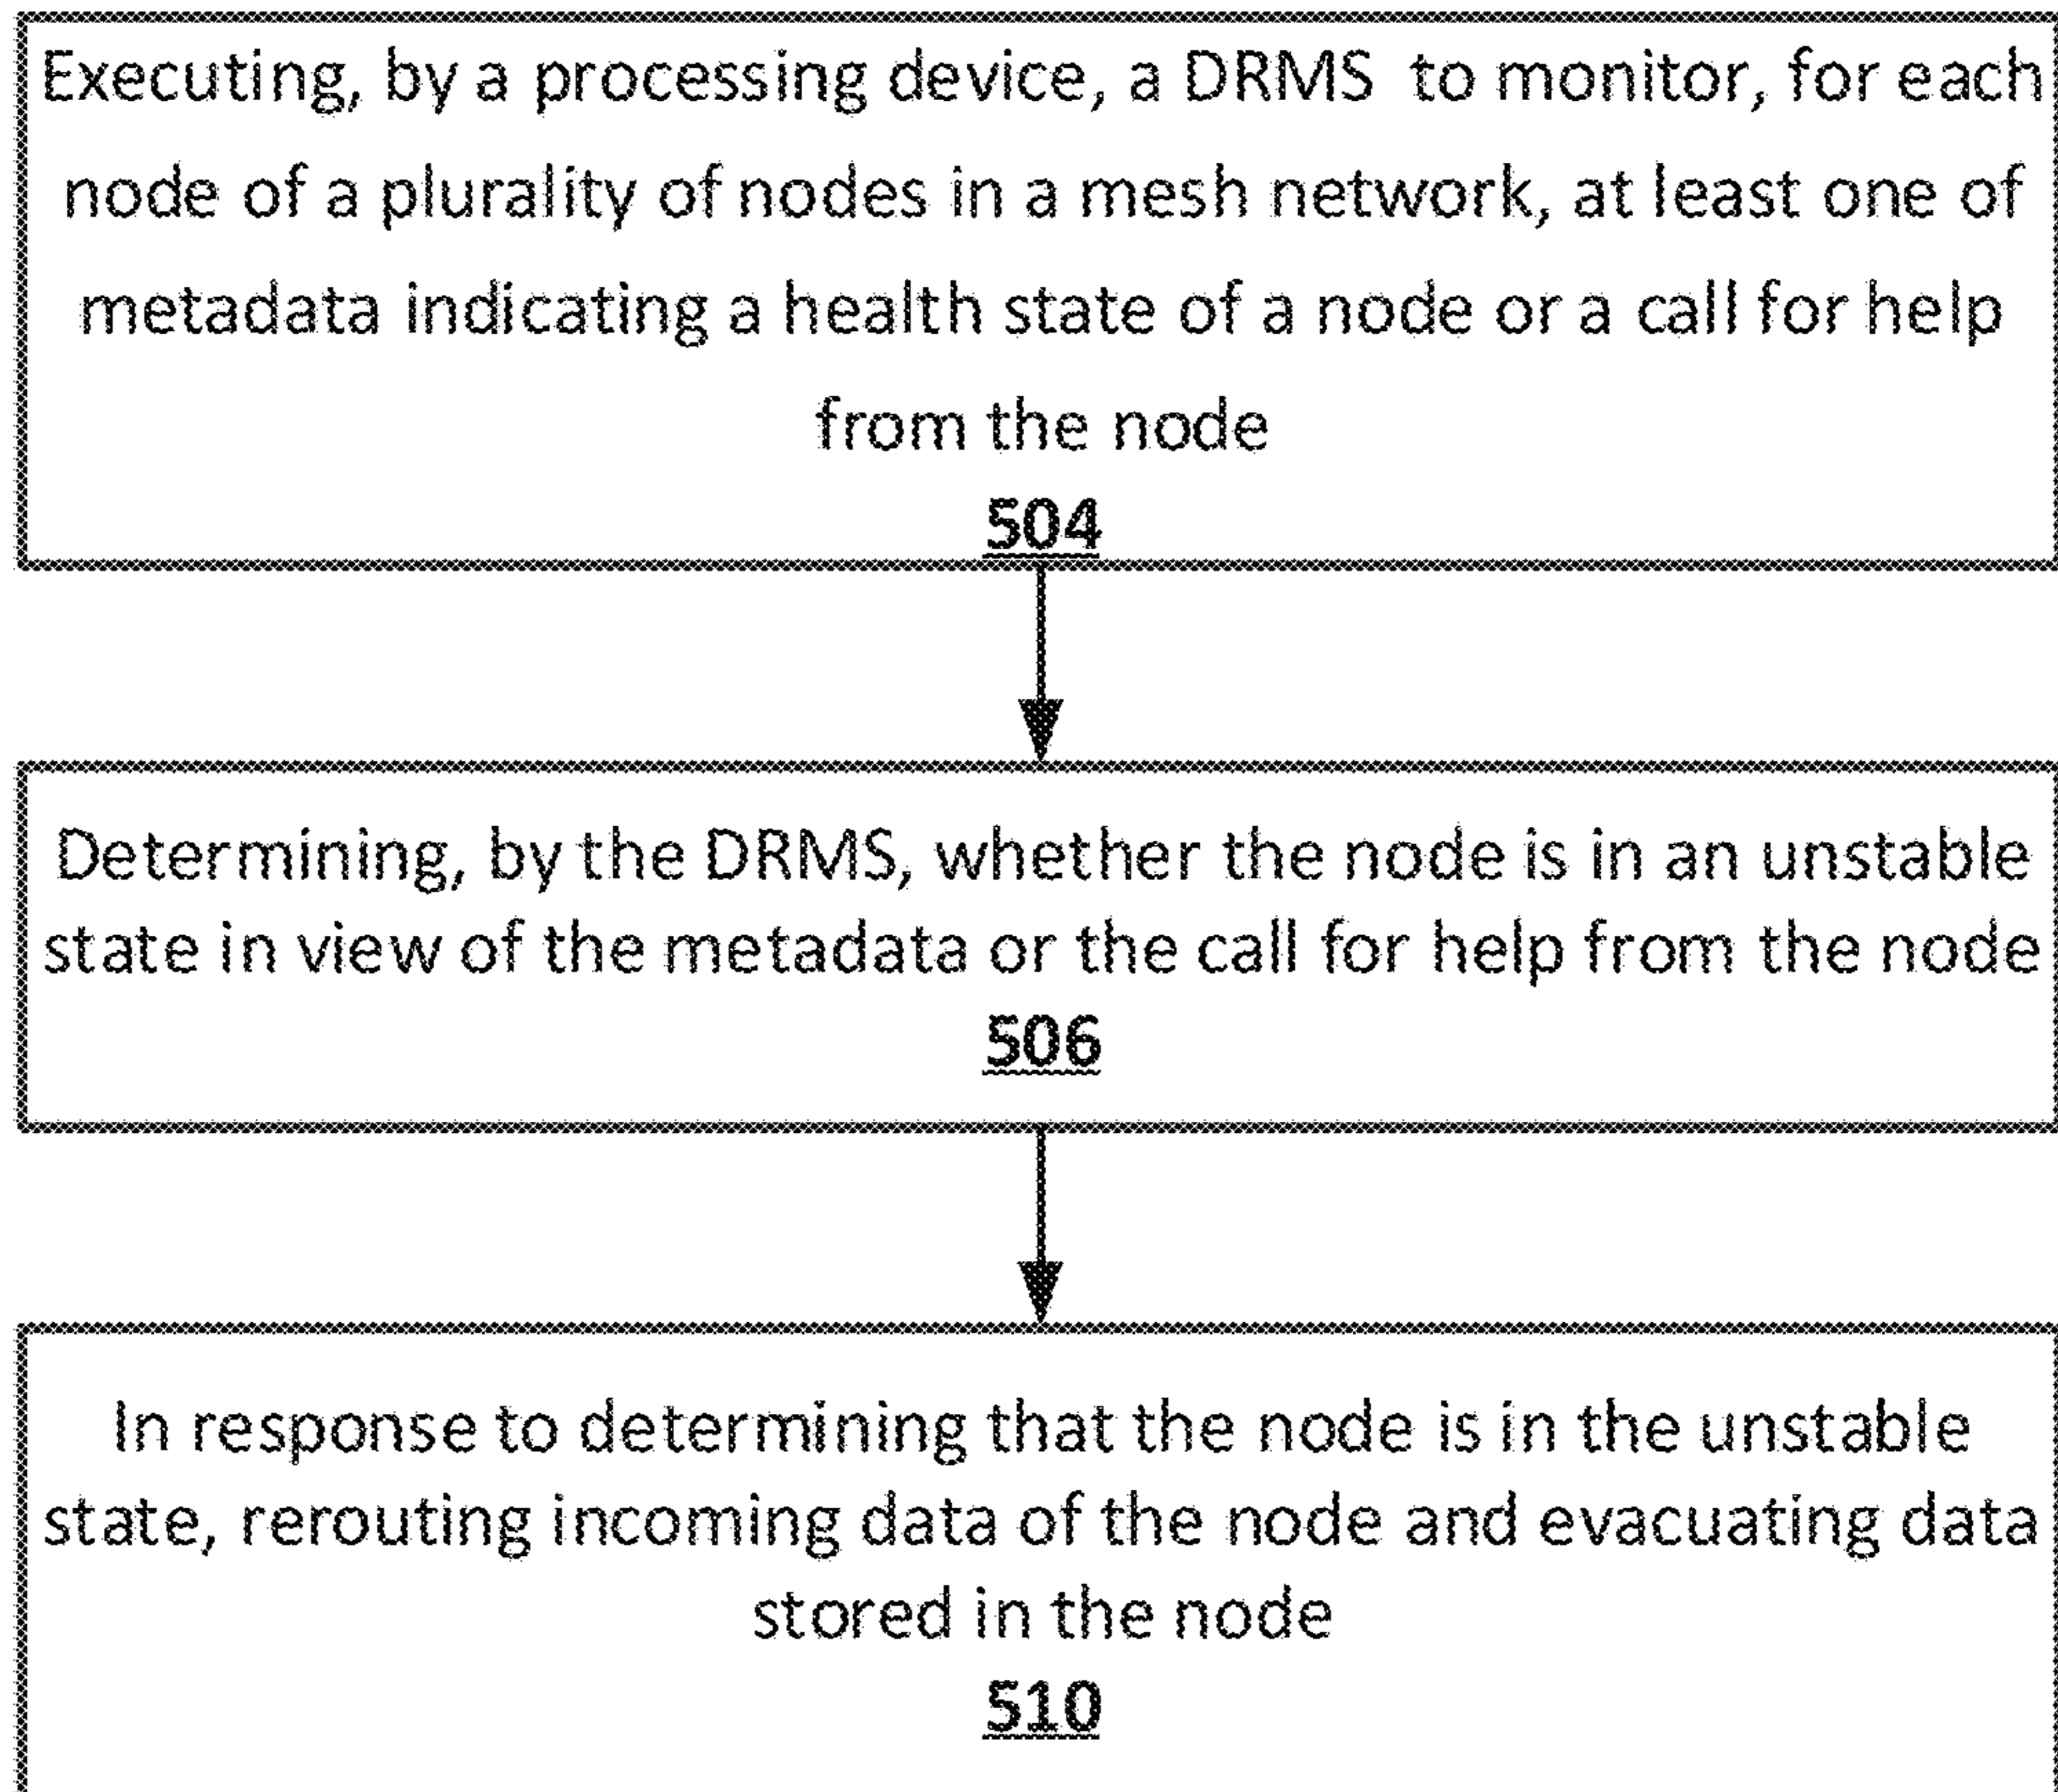 Executing, by a processing device, a DRMS to monitor, for each
node of a plurality of nodes in a mesh network, at least one of
metadata indicating a health state of a node or a call for help
from the node
504
Determining, by the DRMS, whether the node is in an unstable
state in view of the metadata or the call for help from the node
506
In response to determining that the node is in the unstable
state, rerouting incoming data of the node and evacuating data
stored in the node
510